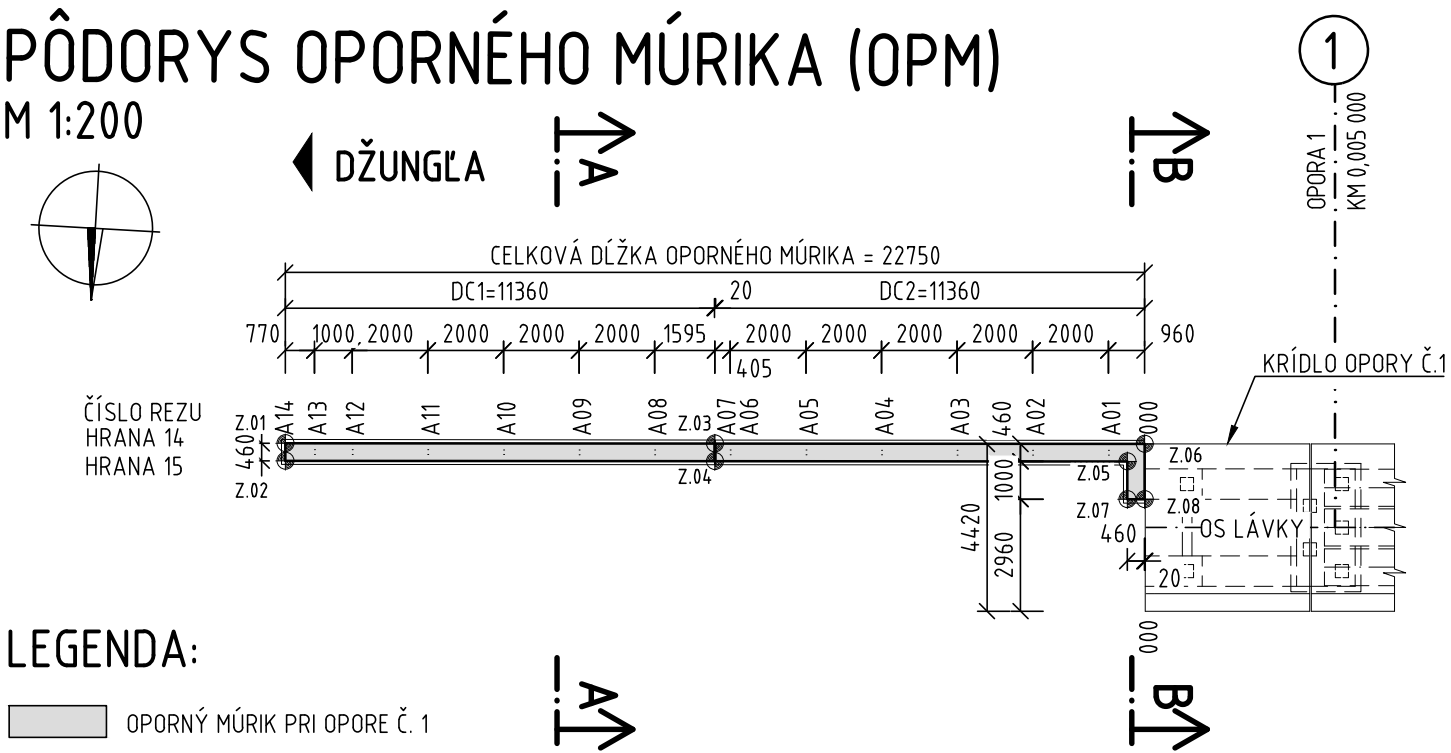 PÔDORYS OPORNÉHO MÚRIKA (OPM)
M 1:200
1
OPORA 1
KM 0,005 000
DŽUNGĽA
A
B
CELKOVÁ DĹŽKA OPORNÉHO MÚRIKA = 22750
DC1=11360
20
DC2=11360
770
1000
2000
2000
2000
2000
1595
405
2000
2000
2000
2000
2000
960
KRÍDLO OPORY Č.1
ČÍSLO REZU
HRANA 14
HRANA 15
Z.01
A14
A13
A12
A11
A10
A09
A08
Z.03
A07
A06
A05
A04
A03
460
A02
A01
000
460
Z.02
Z.04
Z.05
Z.06
1000
Z.07
Z.08
4420
2960
460
OS LÁVKY
20
000
LEGENDA:
OPORNÝ MÚRIK PRI OPORE Č. 1
A
B